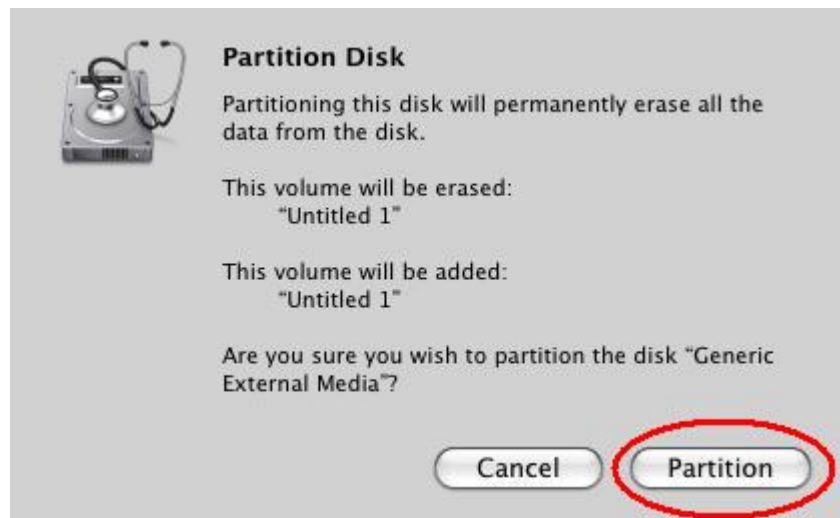 Partition Disk
Partitioning this disk will permanently erase all the
data from the disk.
This volume will be erased:
“Untitled 1”
This volume will be added:
“Untitled 1”
Are you sure you wish to partition the disk “Generic
External Media”?
Cancel Partition